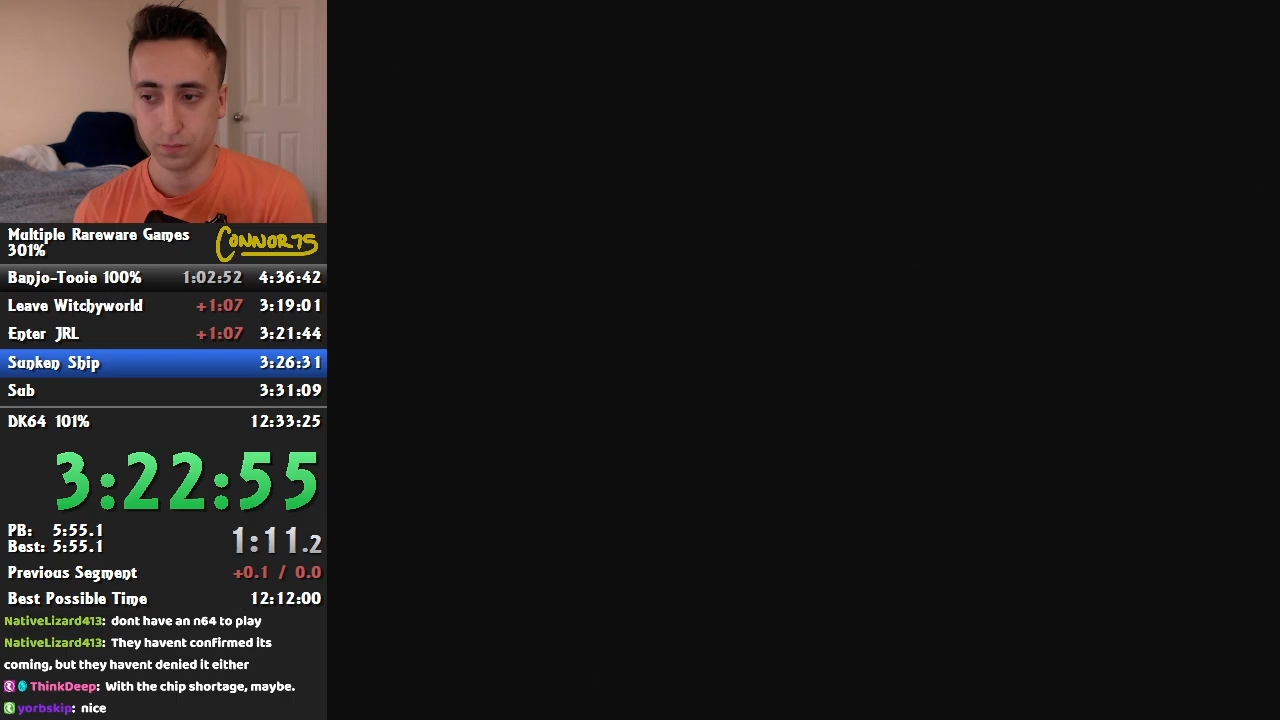 Multiple Rareware Games
301%
CONNOR75
Banjo-Tooie 100% 1:02:52 4:36:42
Leave Witchyworld +1:07 3:19:01
Enter JRL +1:07 3:21:44
Sunken Ship 3:26:31
Sub 3:31:09
DK64 101% 12:33:25
3:22:55
PB: 5:55.1
Best: 5:55.1
1:11.2
Previous Segment +0.1 / 0.0
Best Possible Time 12:12:00
NativeLizard413: dont have an n64 to play
NativeLizard413: They havent confirmed its
coming, but they havent denied it either
ThinkDeep: With the chip shortage, maybe.
yorbskip: nice